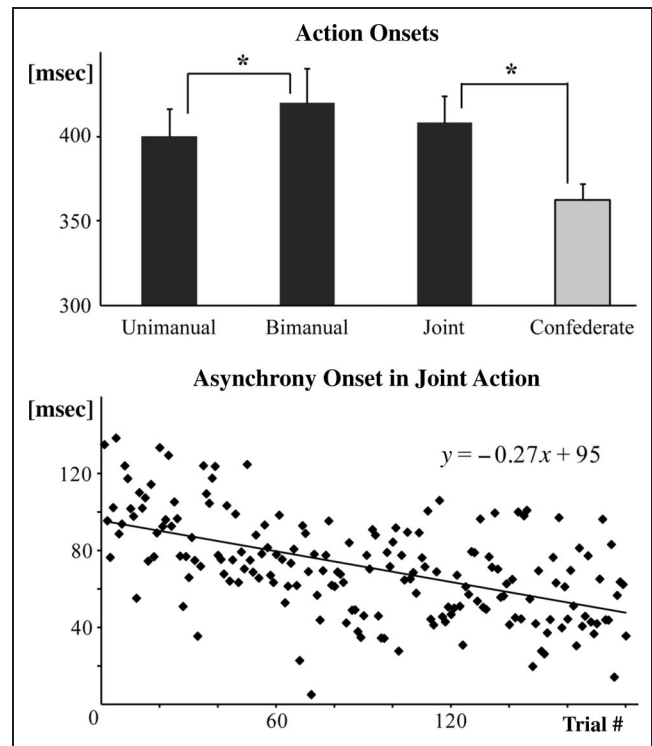 Action Onsets
[msec]
*
*
400
350
300
Unimanual Bimanual Joint Confederate
Asynchrony Onset in Joint Action
[msec]
y = −0.27x + 95
120
80
40
0 60 120 Trial #